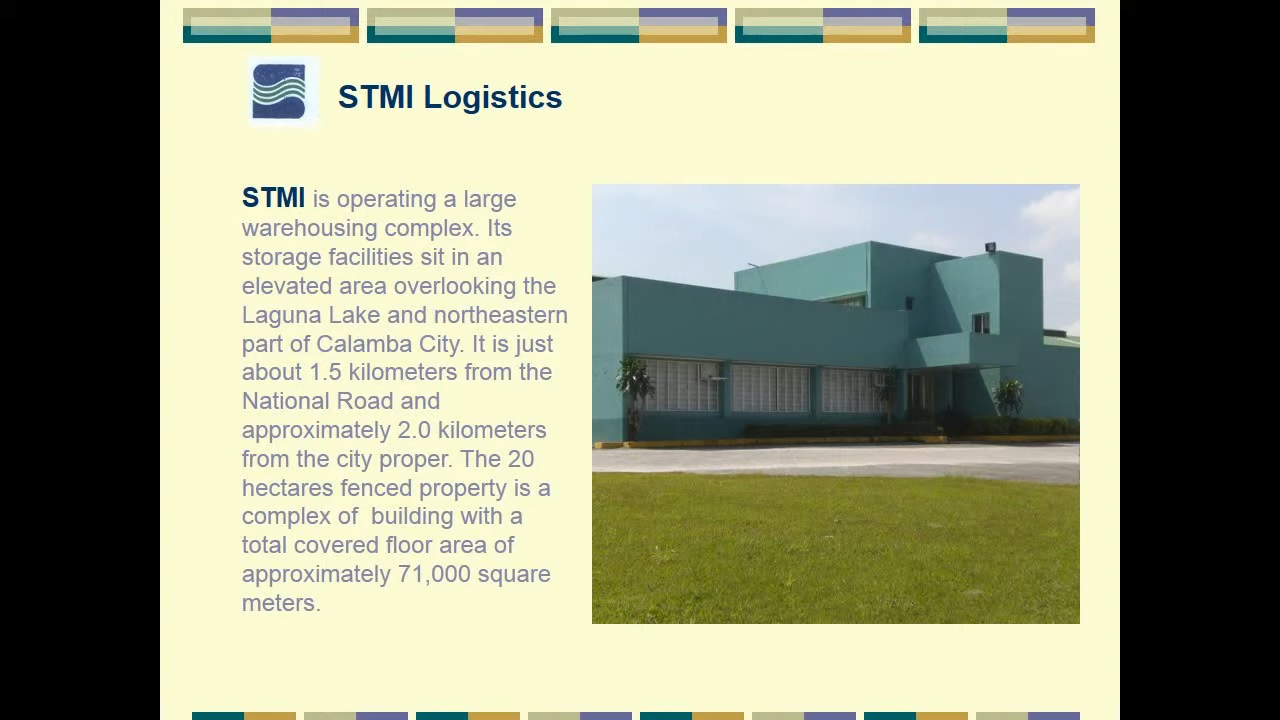 STMI Logistics
STMI is operating a large
warehousing complex. Its
storage facilities sit in an
elevated area overlooking the
Laguna Lake and northeastern
part of Calamba City. It is just
about 1.5 kilometers from the
National Road and
approximately 2.0 kilometers
from the city proper. The 20
hectares fenced property is a
complex of  building with a
total covered floor area of
approximately 71,000 square
meters.